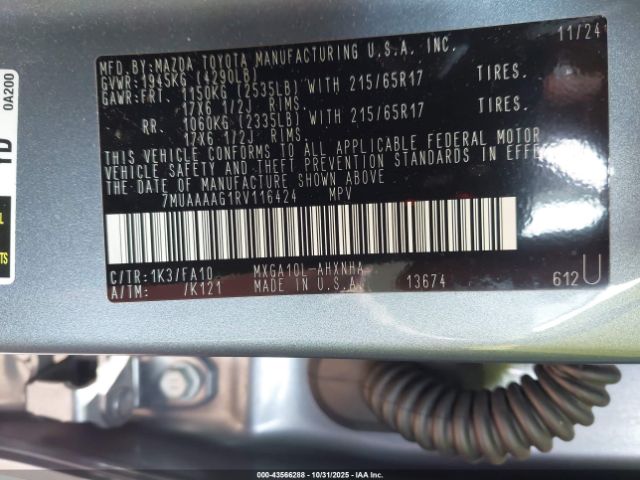 MFD.BY:MAZDA TOYOTA MANUFACTURING U.S.A, INC. 11/24
GVWR:1945KG (4290LB)
GAWR:FRT. 1150KG (2535LB) WITH 215/65R17 TIRES.
17X6 1/2J RIMS.
RR. 1060KG (2335LB) WITH 215/65R17 TIRES.
17X6 1/2J RIMS.
THIS VEHICLE CONFORMS TO ALL APPLICABLE FEDERAL MOTOR
VEHICLE SAFETY AND THEFT PREVENTION STANDARDS IN EFFE
THE DATE OF MANUFACTURE SHOWN ABOVE.
7MUAAAAG1RV116424 MPV
C/TR:1K3/FA10 MXGA10L-AHXNHA
A/TM: /K121 MADE IN U.S.A. 13674 612U
0A200
TD
000-43566288 - 10/31/2025 - IAA Inc.